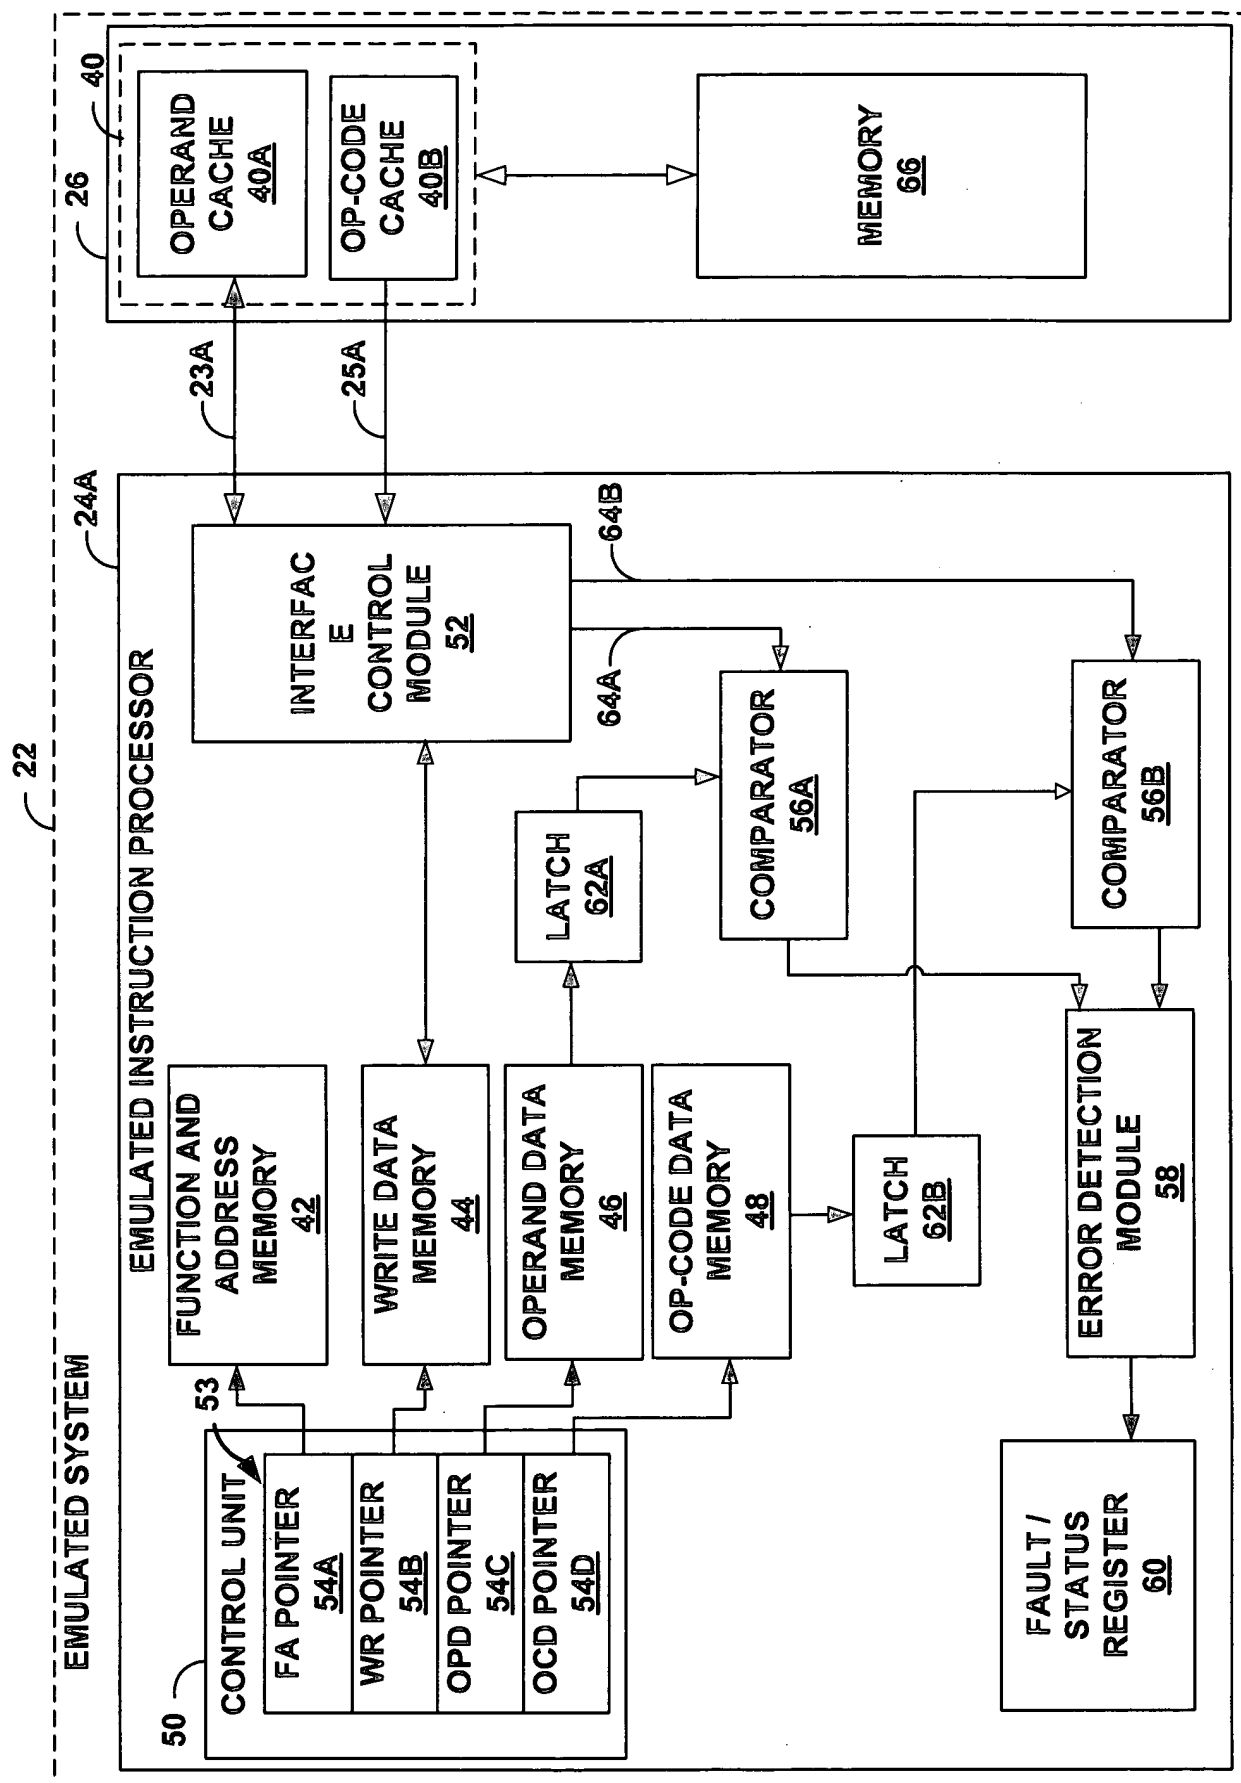 EMULATED SYSTEM
22
EMULATED INSTRUCTION PROCESSOR
24A
50
CONTROL UNIT
53
FA POINTER
54A
WR POINTER
54B
OPD POINTER
54C
OCD POINTER
54D
FUNCTION AND
ADDRESS
MEMORY
42
WRITE DATA
MEMORY
44
OPERAND DATA
MEMORY
46
OP-CODE DATA
MEMORY
48
LATCH
62A
LATCH
62B
INTERFAC
E
CONTROL
MODULE
52
64A
64B
COMPARATOR
56A
COMPARATOR
56B
ERROR DETECTION
MODULE
58
FAULT /
STATUS
REGISTER
60
23A
25A
26
40
OPERAND
CACHE
40A
OP-CODE
CACHE
40B
MEMORY
66